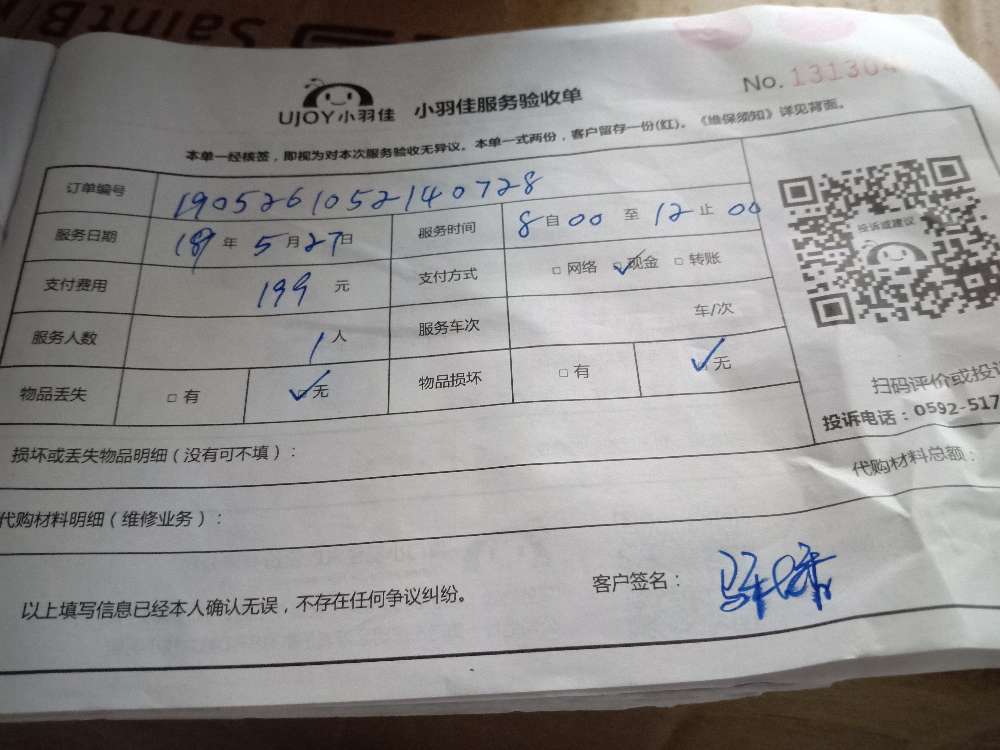 No. 131304
UJOY小羽佳 小羽佳服务验收单
本单一经核签，即视为对本次服务验收无异议。本单一式两份，客户留存一份(红)。《维保须知》详见背面。
订单编号 1905261052140728
服务日期 19年5月27日 服务时间 8自00至12止00
支付费用 199元 支付方式 □网络 ☑现金 □转账
服务人数 1人 服务车次 车/次
物品丢失 □有 ☑无 物品损坏 □有 ☑无
投诉或建议
扫码评价或投
投诉电话：0592-517
损坏或丢失物品明细（没有可不填）：
代购材料总额：
代购材料明细（维修业务）：
以上填写信息已经本人确认无误，不存在任何争议纠纷。 客户签名：